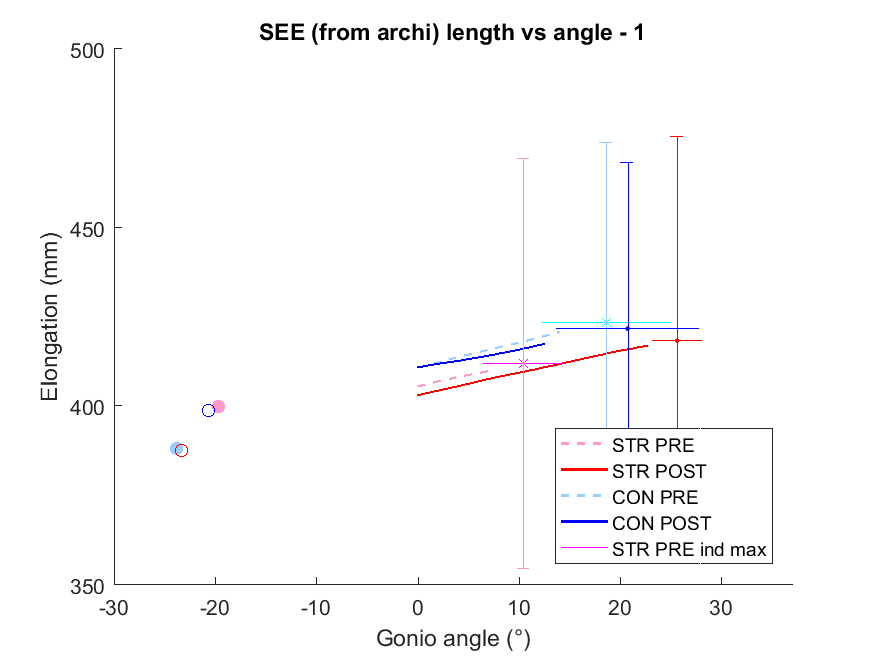 SEE (from archi) length vs angle - 1
500
450
400
350
Elongation (mm)
-30 -20 -10 0 10 20 30
Gonio angle (°)
STR PRE
STR POST
CON PRE
CON POST
STR PRE ind max